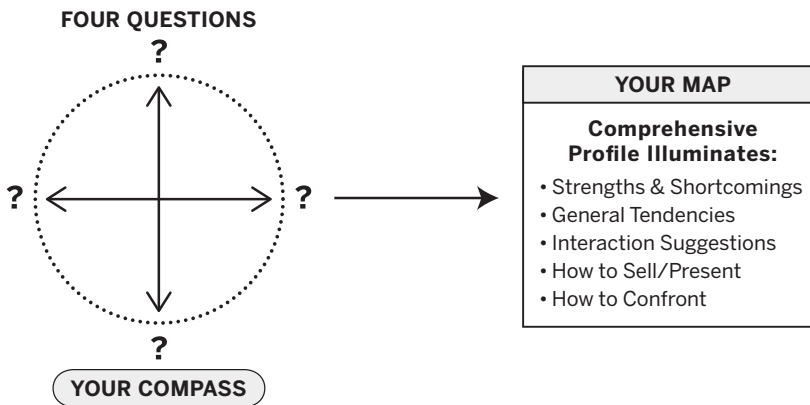 FOUR QUESTIONS
?
? ?
?
YOUR COMPASS
YOUR MAP
Comprehensive
Profile Illuminates:
• Strengths & Shortcomings
• General Tendencies
• Interaction Suggestions
• How to Sell/Present
• How to Confront